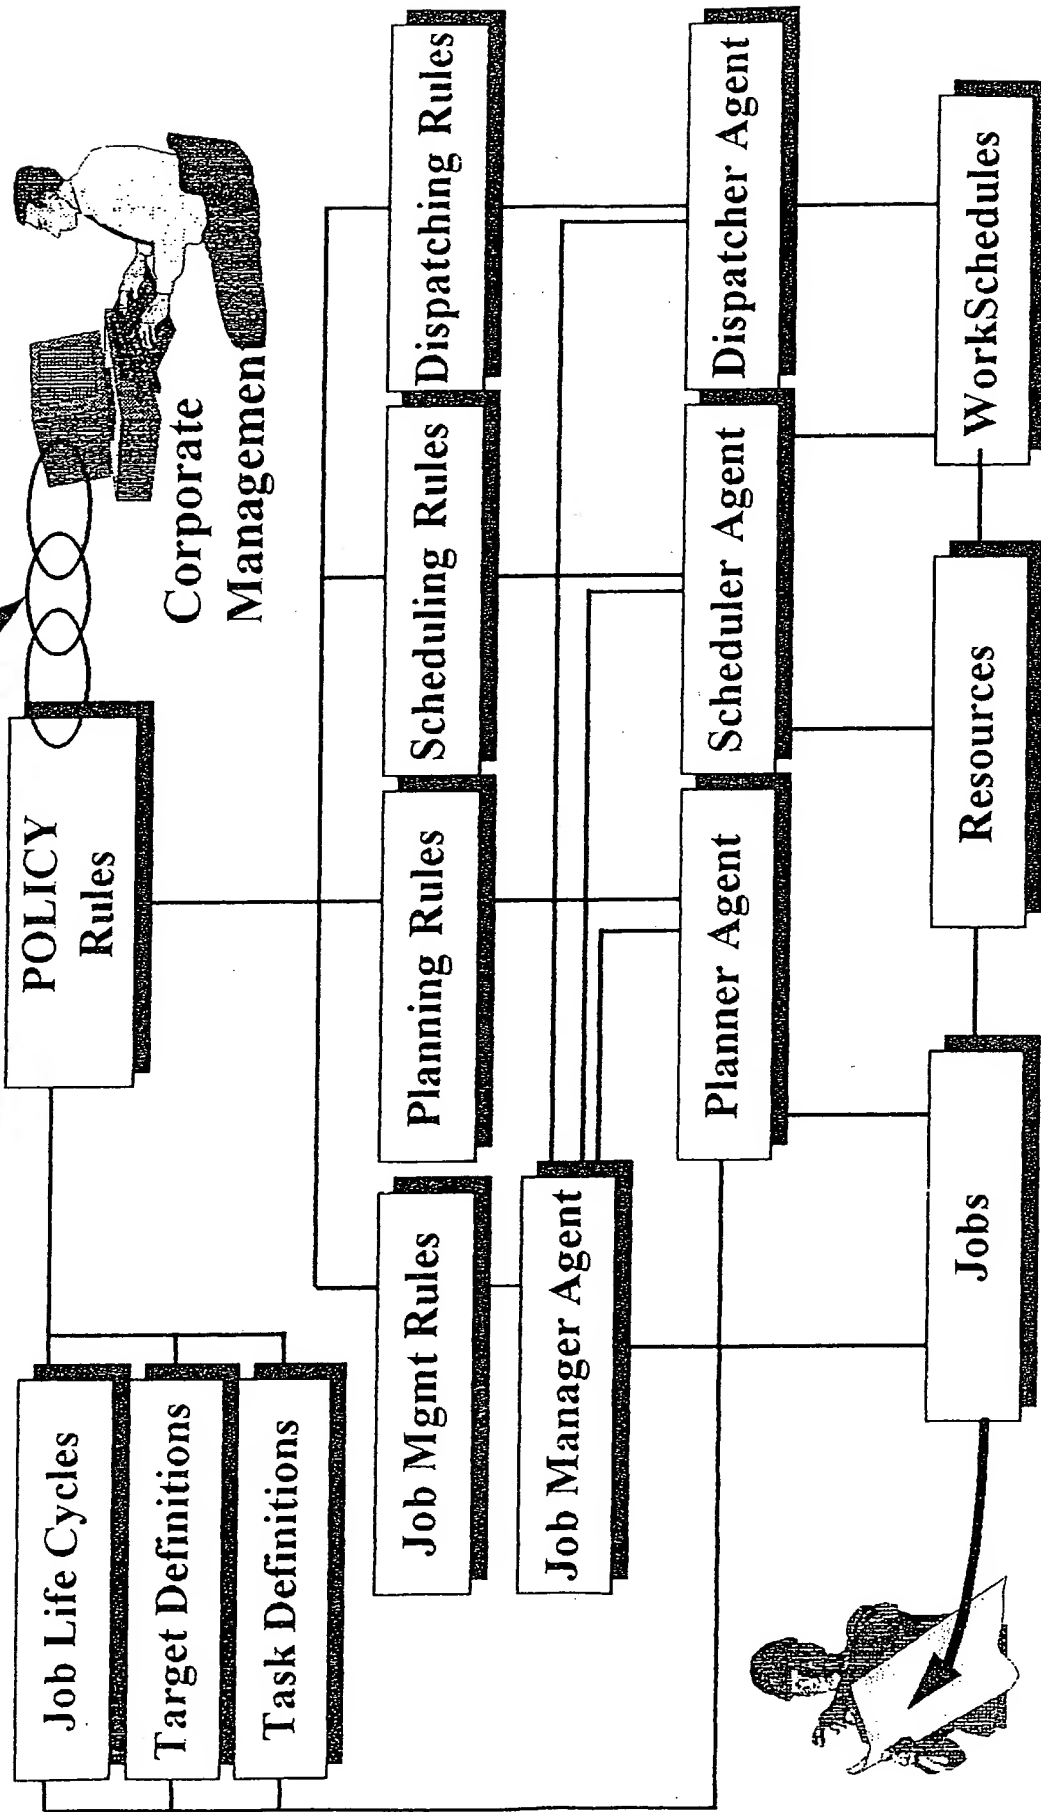 POLICY
Rules
Corporate
Management
Job Life Cycles
Target Definitions
Task Definitions
Job Mgmt Rules
Planning Rules
Scheduling Rules
Dispatching Rules
Job Manager Agent
Planner Agent
Scheduler Agent
Dispatcher Agent
Jobs
Resources
WorkSchedules